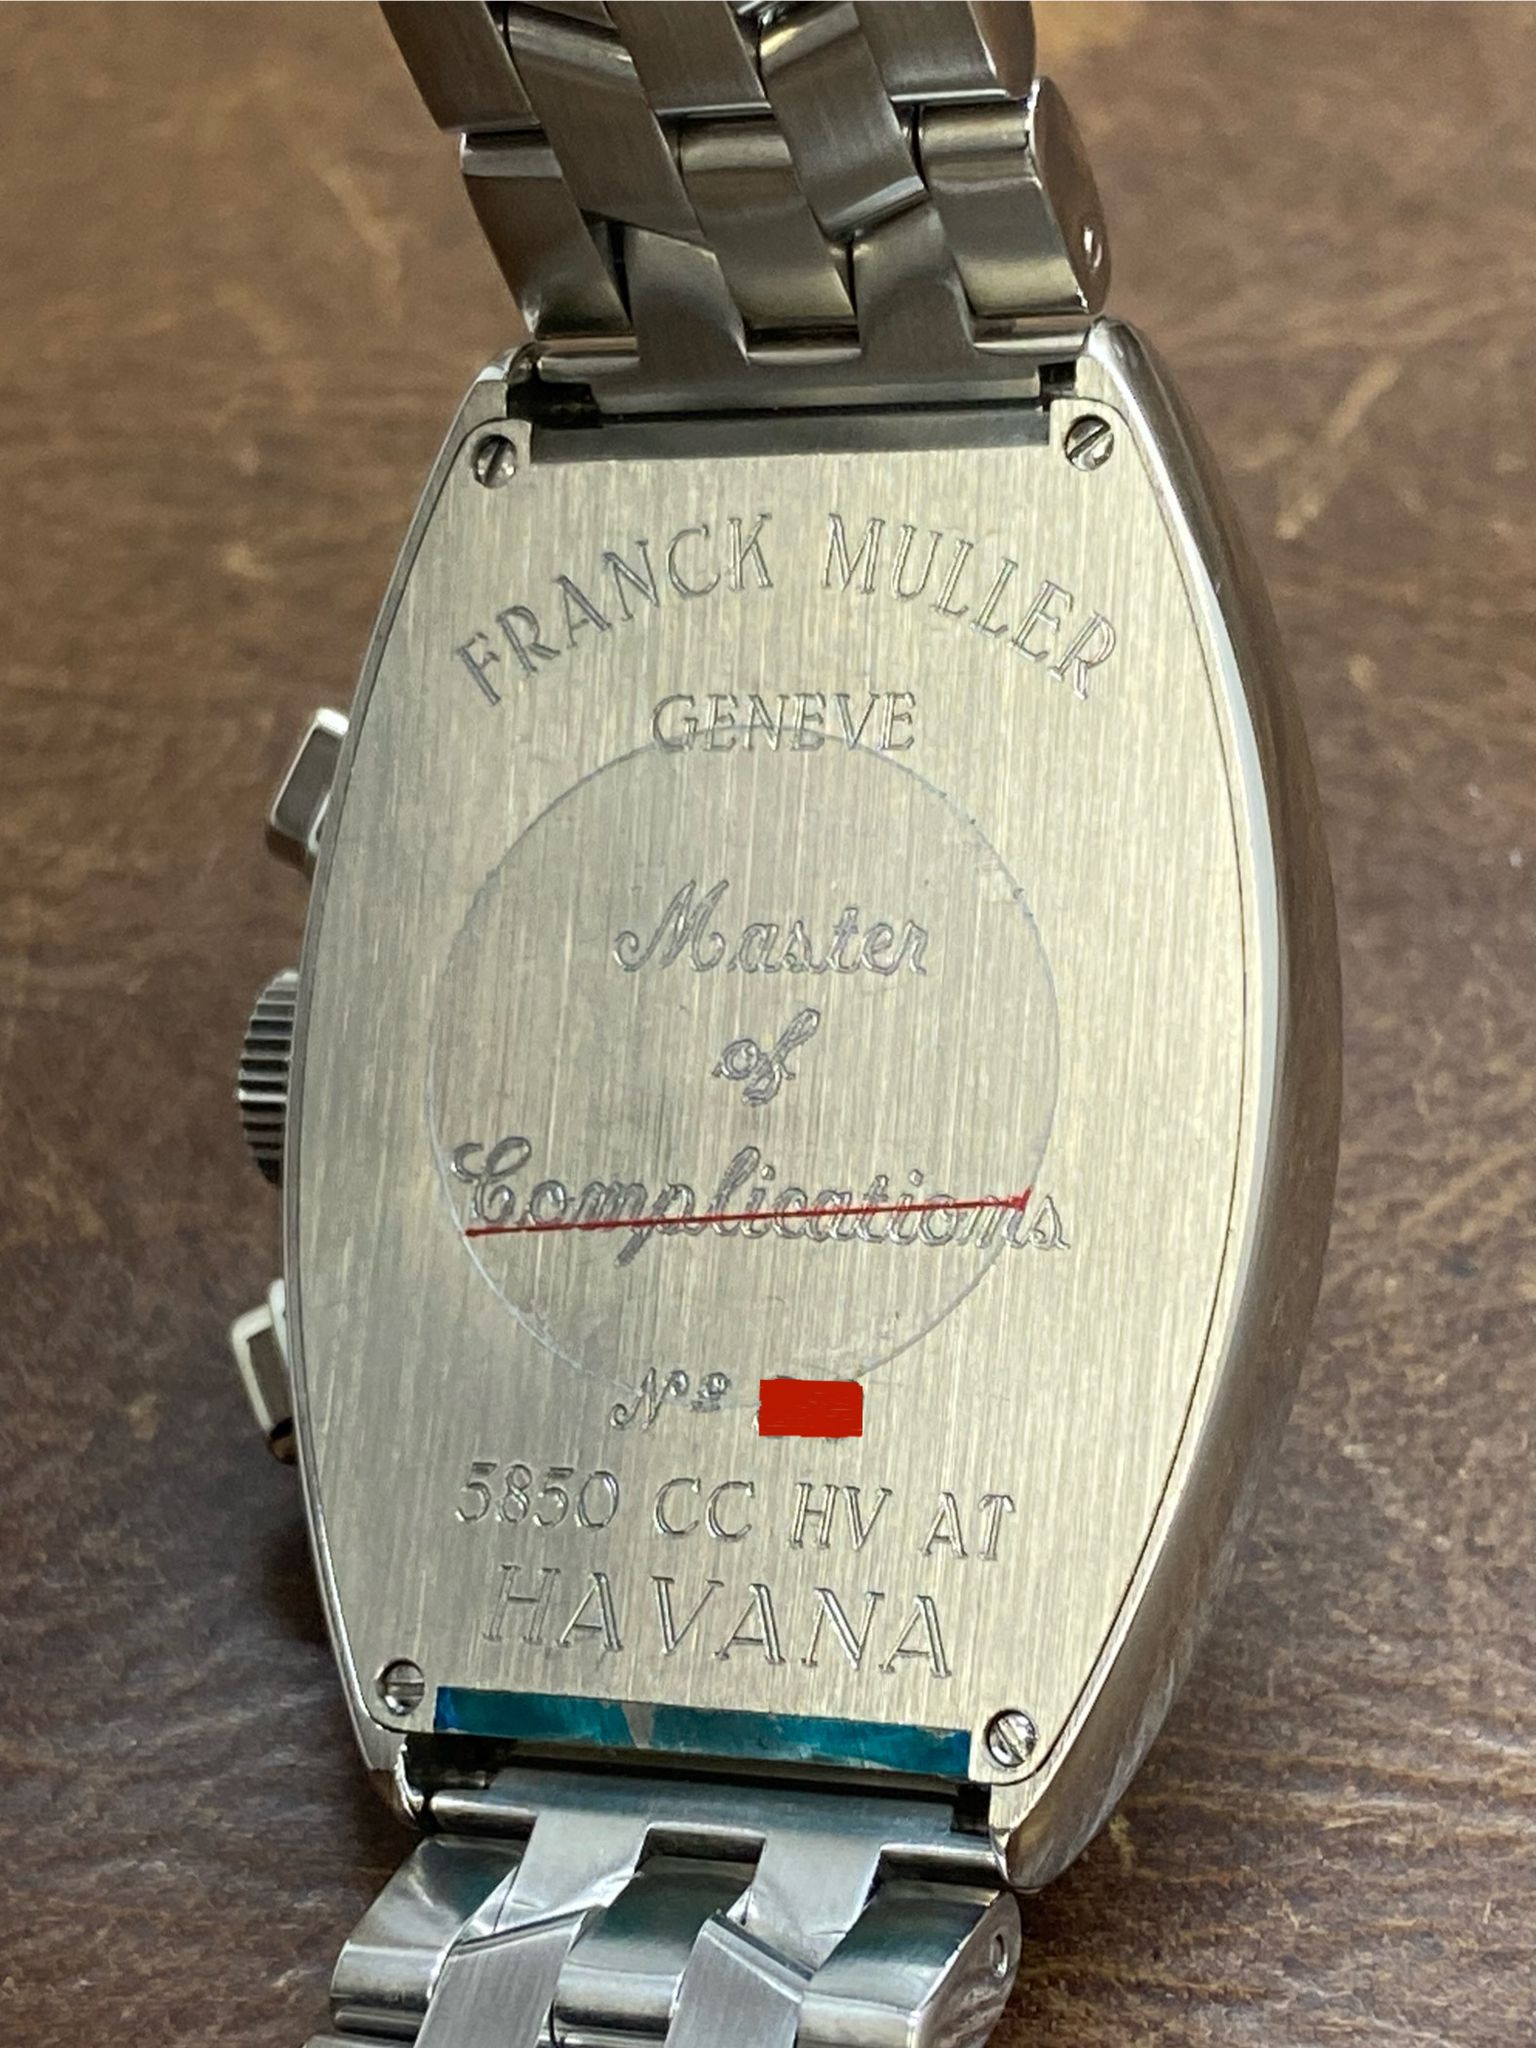 FRANCK MULLER
GENEVE
Master
of
Complications
Nº
5850 CC HV AT
HAVANA